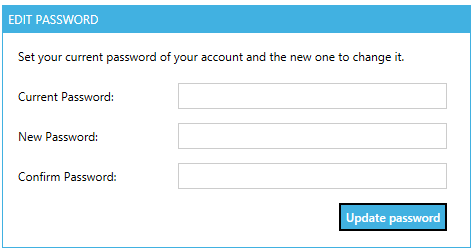 EDIT PASSWORD
Set your current password of your account and the new one to change it.
Current Password:
New Password:
Confirm Password:
Update password